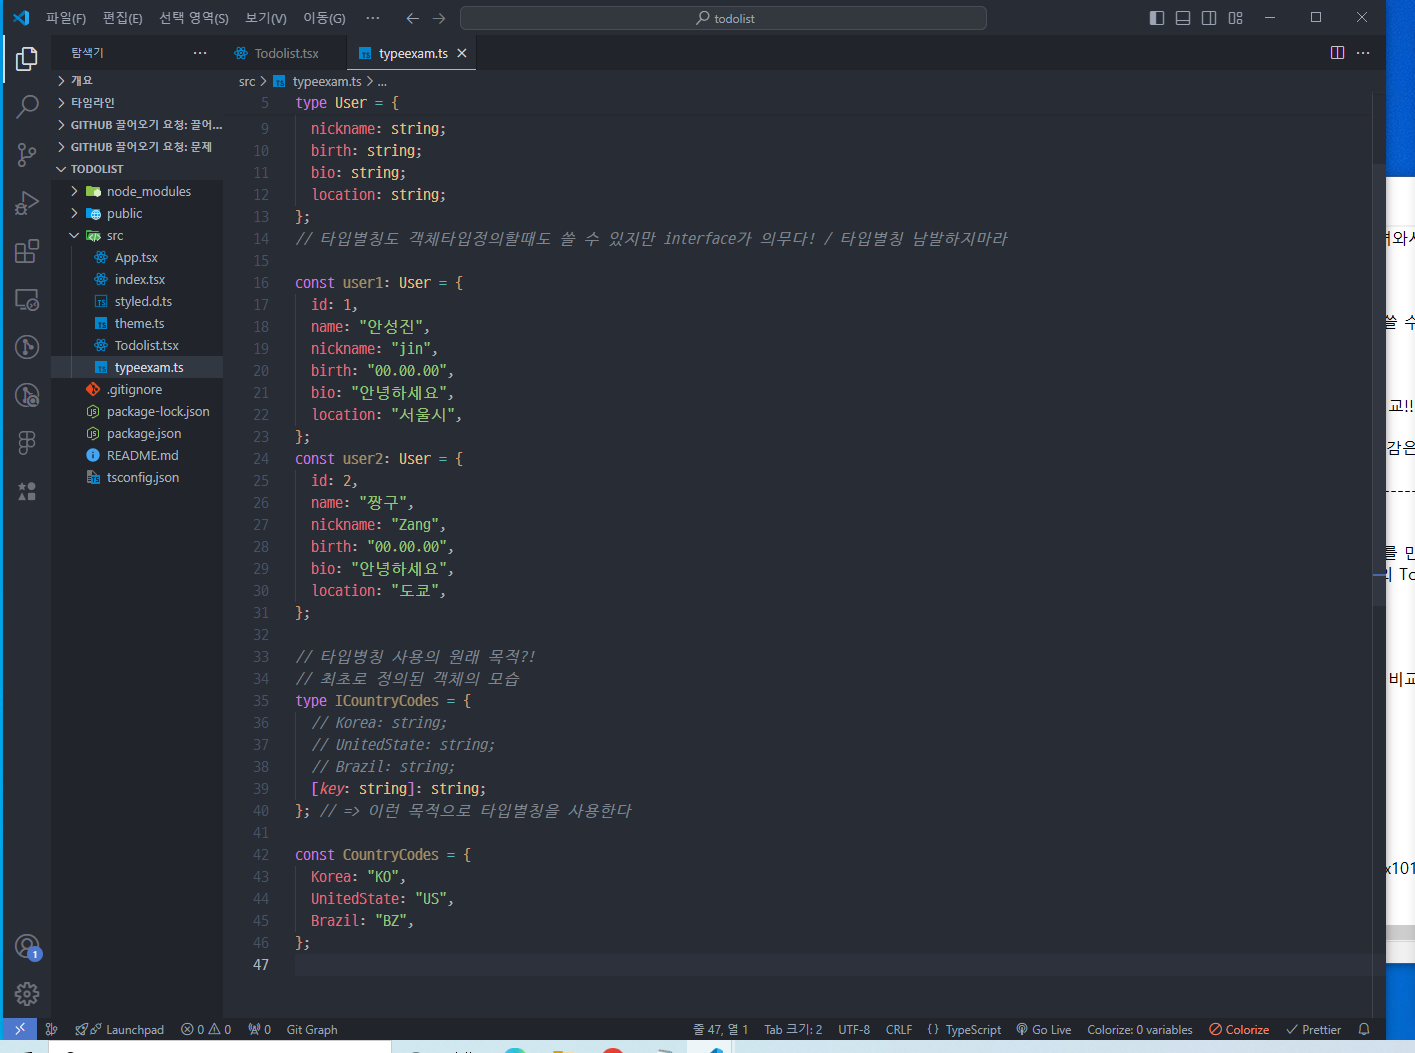 파일(F) 편집(E) 선택 영역(S) 보기(V) 이동(G) ··· todolist
탐색기 ···
Todolist.tsx typeexam.ts
개요
타임라인
GITHUB 끌어오기 요청: 끌어...
GITHUB 끌어오기 요청: 문제
TODOLIST
node_modules
public
src
App.tsx
index.tsx
styled.d.ts
theme.ts
Todolist.tsx
typeexam.ts
.gitignore
package-lock.json
package.json
README.md
tsconfig.json
src > typeexam.ts > ...
5 type User = {
9 nickname: string;
10 birth: string;
11 bio: string;
12 location: string;
13 };
14 // 타입별칭도 객체타입정의할때도 쓸 수 있지만 interface가 의무다! / 타입별칭 남발하지마라
15
16 const user1: User = {
17 id: 1,
18 name: "안성진",
19 nickname: "jin",
20 birth: "00.00.00",
21 bio: "안녕하세요",
22 location: "서울시",
23 };
24 const user2: User = {
25 id: 2,
26 name: "짱구",
27 nickname: "Zang",
28 birth: "00.00.00",
29 bio: "안녕하세요",
30 location: "도쿄",
31 };
32
33 // 타입병칭 사용의 원래 목적?!
34 // 최초로 정의된 객체의 모습
35 type ICountryCodes = {
36 // Korea: string;
37 // UnitedState: string;
38 // Brazil: string;
39 [key: string]: string;
40 }; // => 이런 목적으로 타입별칭을 사용한다
41
42 const CountryCodes = {
43 Korea: "KO",
44 UnitedState: "US",
45 Brazil: "BZ",
46 };
47
쓸 수
교!!
감은
------
를 만
To
비교
x101
1
Launchpad 0 0 0 Git Graph
줄 47, 열 1 Tab 크기: 2 UTF-8 CRLF {} TypeScript Go Live Colorize: 0 variables Colorize Prettier